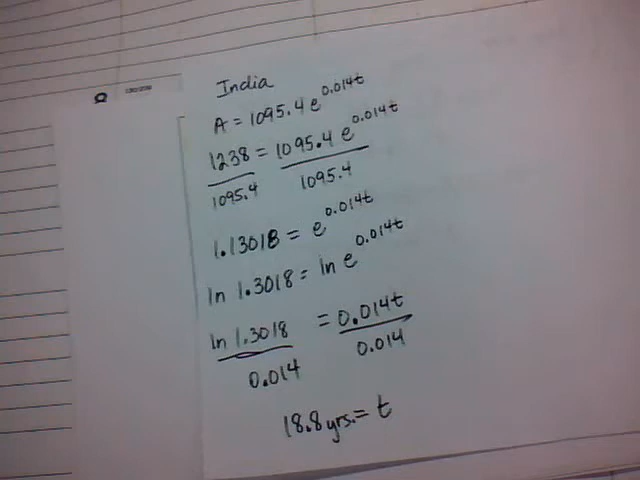 India
A = 1095.4 e^0.014t
1238 = 1095.4 e^0.014t
1095.4 1095.4
1.13018 = e^0.014t
ln 1.3018 = ln e^0.014t
ln 1.3018 = 0.014t
0.014 0.014
18.8 yrs. = t